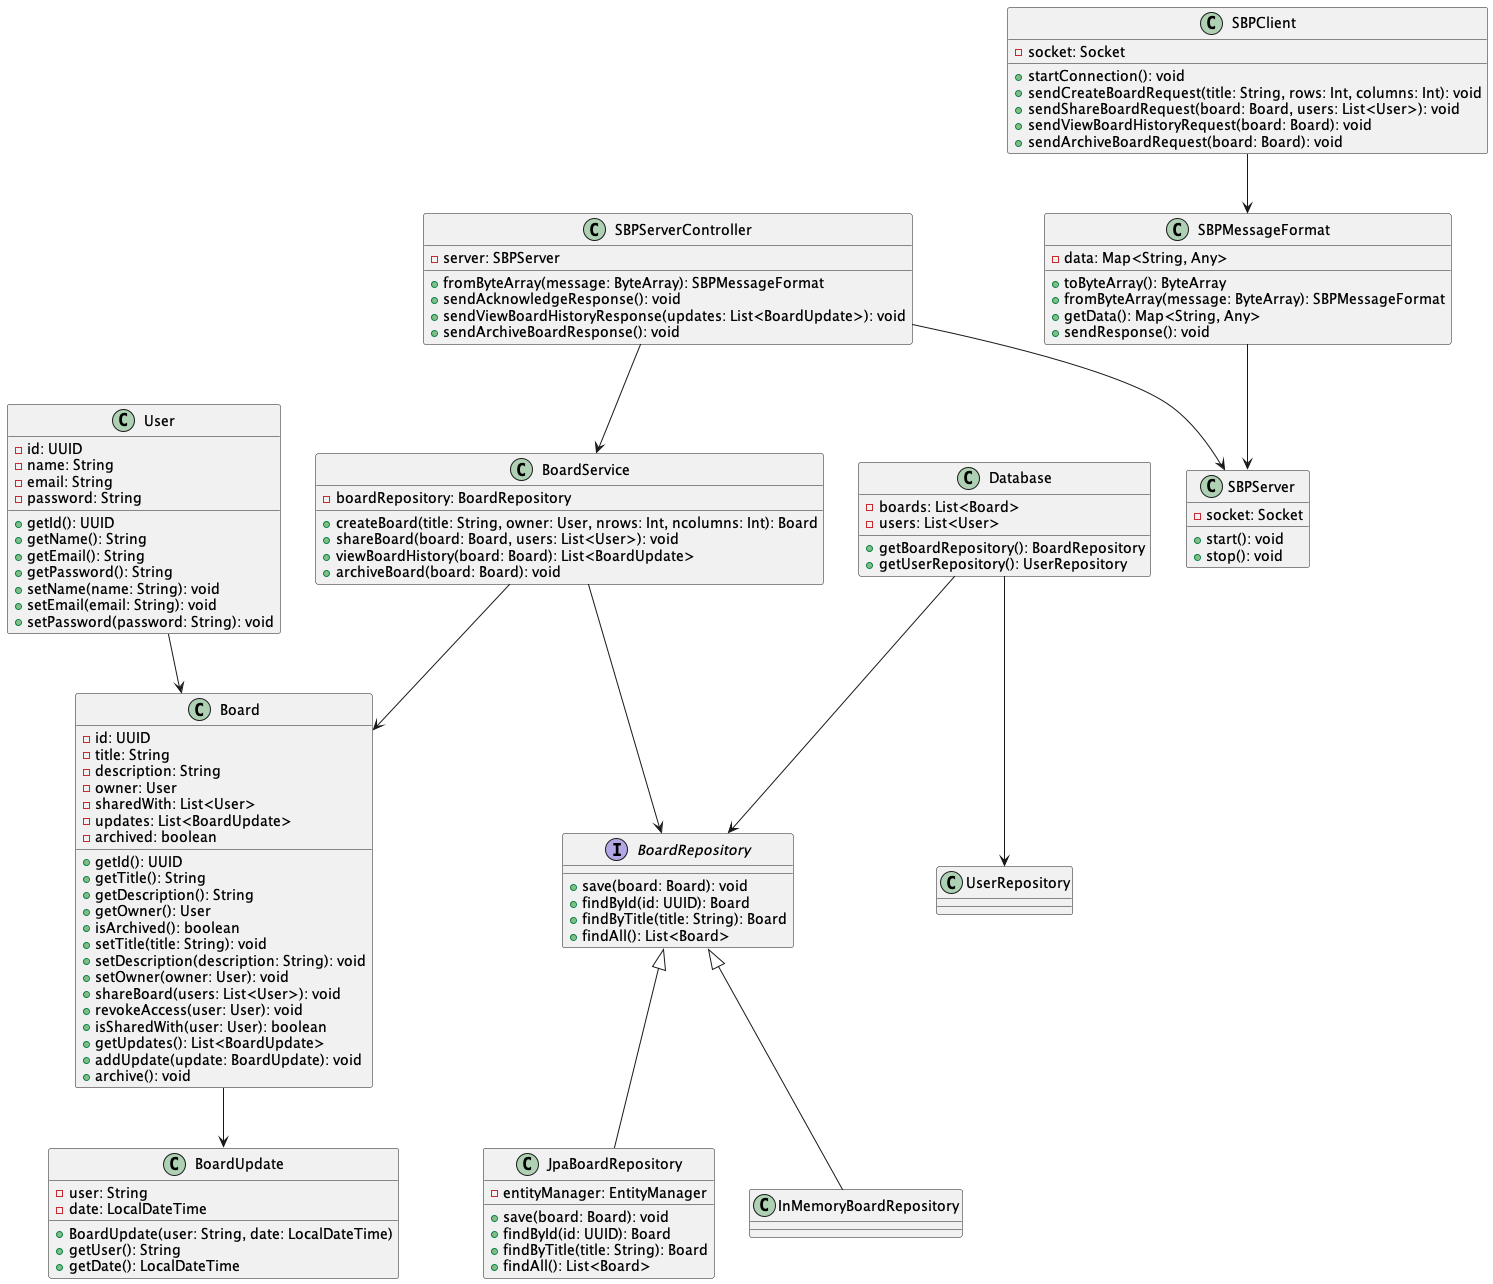 SBPClient
socket: Socket
startConnection(): void
sendCreateBoardRequest(title: String, rows: Int, columns: Int): void
sendShareBoardRequest(board: Board, users: List<User>): void
sendViewBoardHistoryRequest(board: Board): void
sendArchiveBoardRequest(board: Board): void
SBPServerController
server: SBPServer
fromByteArray(message: ByteArray): SBPMessageFormat
sendAcknowledgeResponse(): void
sendViewBoardHistoryResponse(updates: List<BoardUpdate>): void
sendArchiveBoardResponse(): void
SBPMessageFormat
data: Map<String, Any>
toByteArray(): ByteArray
fromByteArray(message: ByteArray): SBPMessageFormat
getData(): Map<String, Any>
sendResponse(): void
User
id: UUID
name: String
email: String
password: String
getId(): UUID
getName(): String
getEmail(): String
getPassword(): String
setName(name: String): void
setEmail(email: String): void
setPassword(password: String): void
BoardService
boardRepository: BoardRepository
createBoard(title: String, owner: User, nrows: Int, ncolumns: Int): Board
shareBoard(board: Board, users: List<User>): void
viewBoardHistory(board: Board): List<BoardUpdate>
archiveBoard(board: Board): void
Database
boards: List<Board>
users: List<User>
getBoardRepository(): BoardRepository
getUserRepository(): UserRepository
SBPServer
socket: Socket
start(): void
stop(): void
Board
id: UUID
title: String
description: String
owner: User
sharedWith: List<User>
updates: List<BoardUpdate>
archived: boolean
getId(): UUID
getTitle(): String
getDescription(): String
getOwner(): User
isArchived(): boolean
setTitle(title: String): void
setDescription(description: String): void
setOwner(owner: User): void
shareBoard(users: List<User>): void
revokeAccess(user: User): void
isSharedWith(user: User): boolean
getUpdates(): List<BoardUpdate>
addUpdate(update: BoardUpdate): void
archive(): void
BoardRepository
save(board: Board): void
findById(id: UUID): Board
findByTitle(title: String): Board
findAll(): List<Board>
UserRepository
BoardUpdate
user: String
date: LocalDateTime
BoardUpdate(user: String, date: LocalDateTime)
getUser(): String
getDate(): LocalDateTime
JpaBoardRepository
entityManager: EntityManager
save(board: Board): void
findById(id: UUID): Board
findByTitle(title: String): Board
findAll(): List<Board>
InMemoryBoardRepository